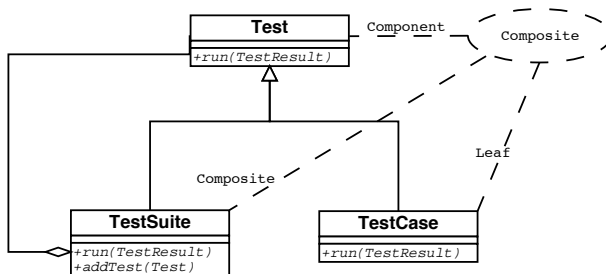 Test
+run(TestResult)
Component
Composite
Composite
Leaf
TestSuite
+run(TestResult)
+addTest(Test)
TestCase
+run(TestResult)